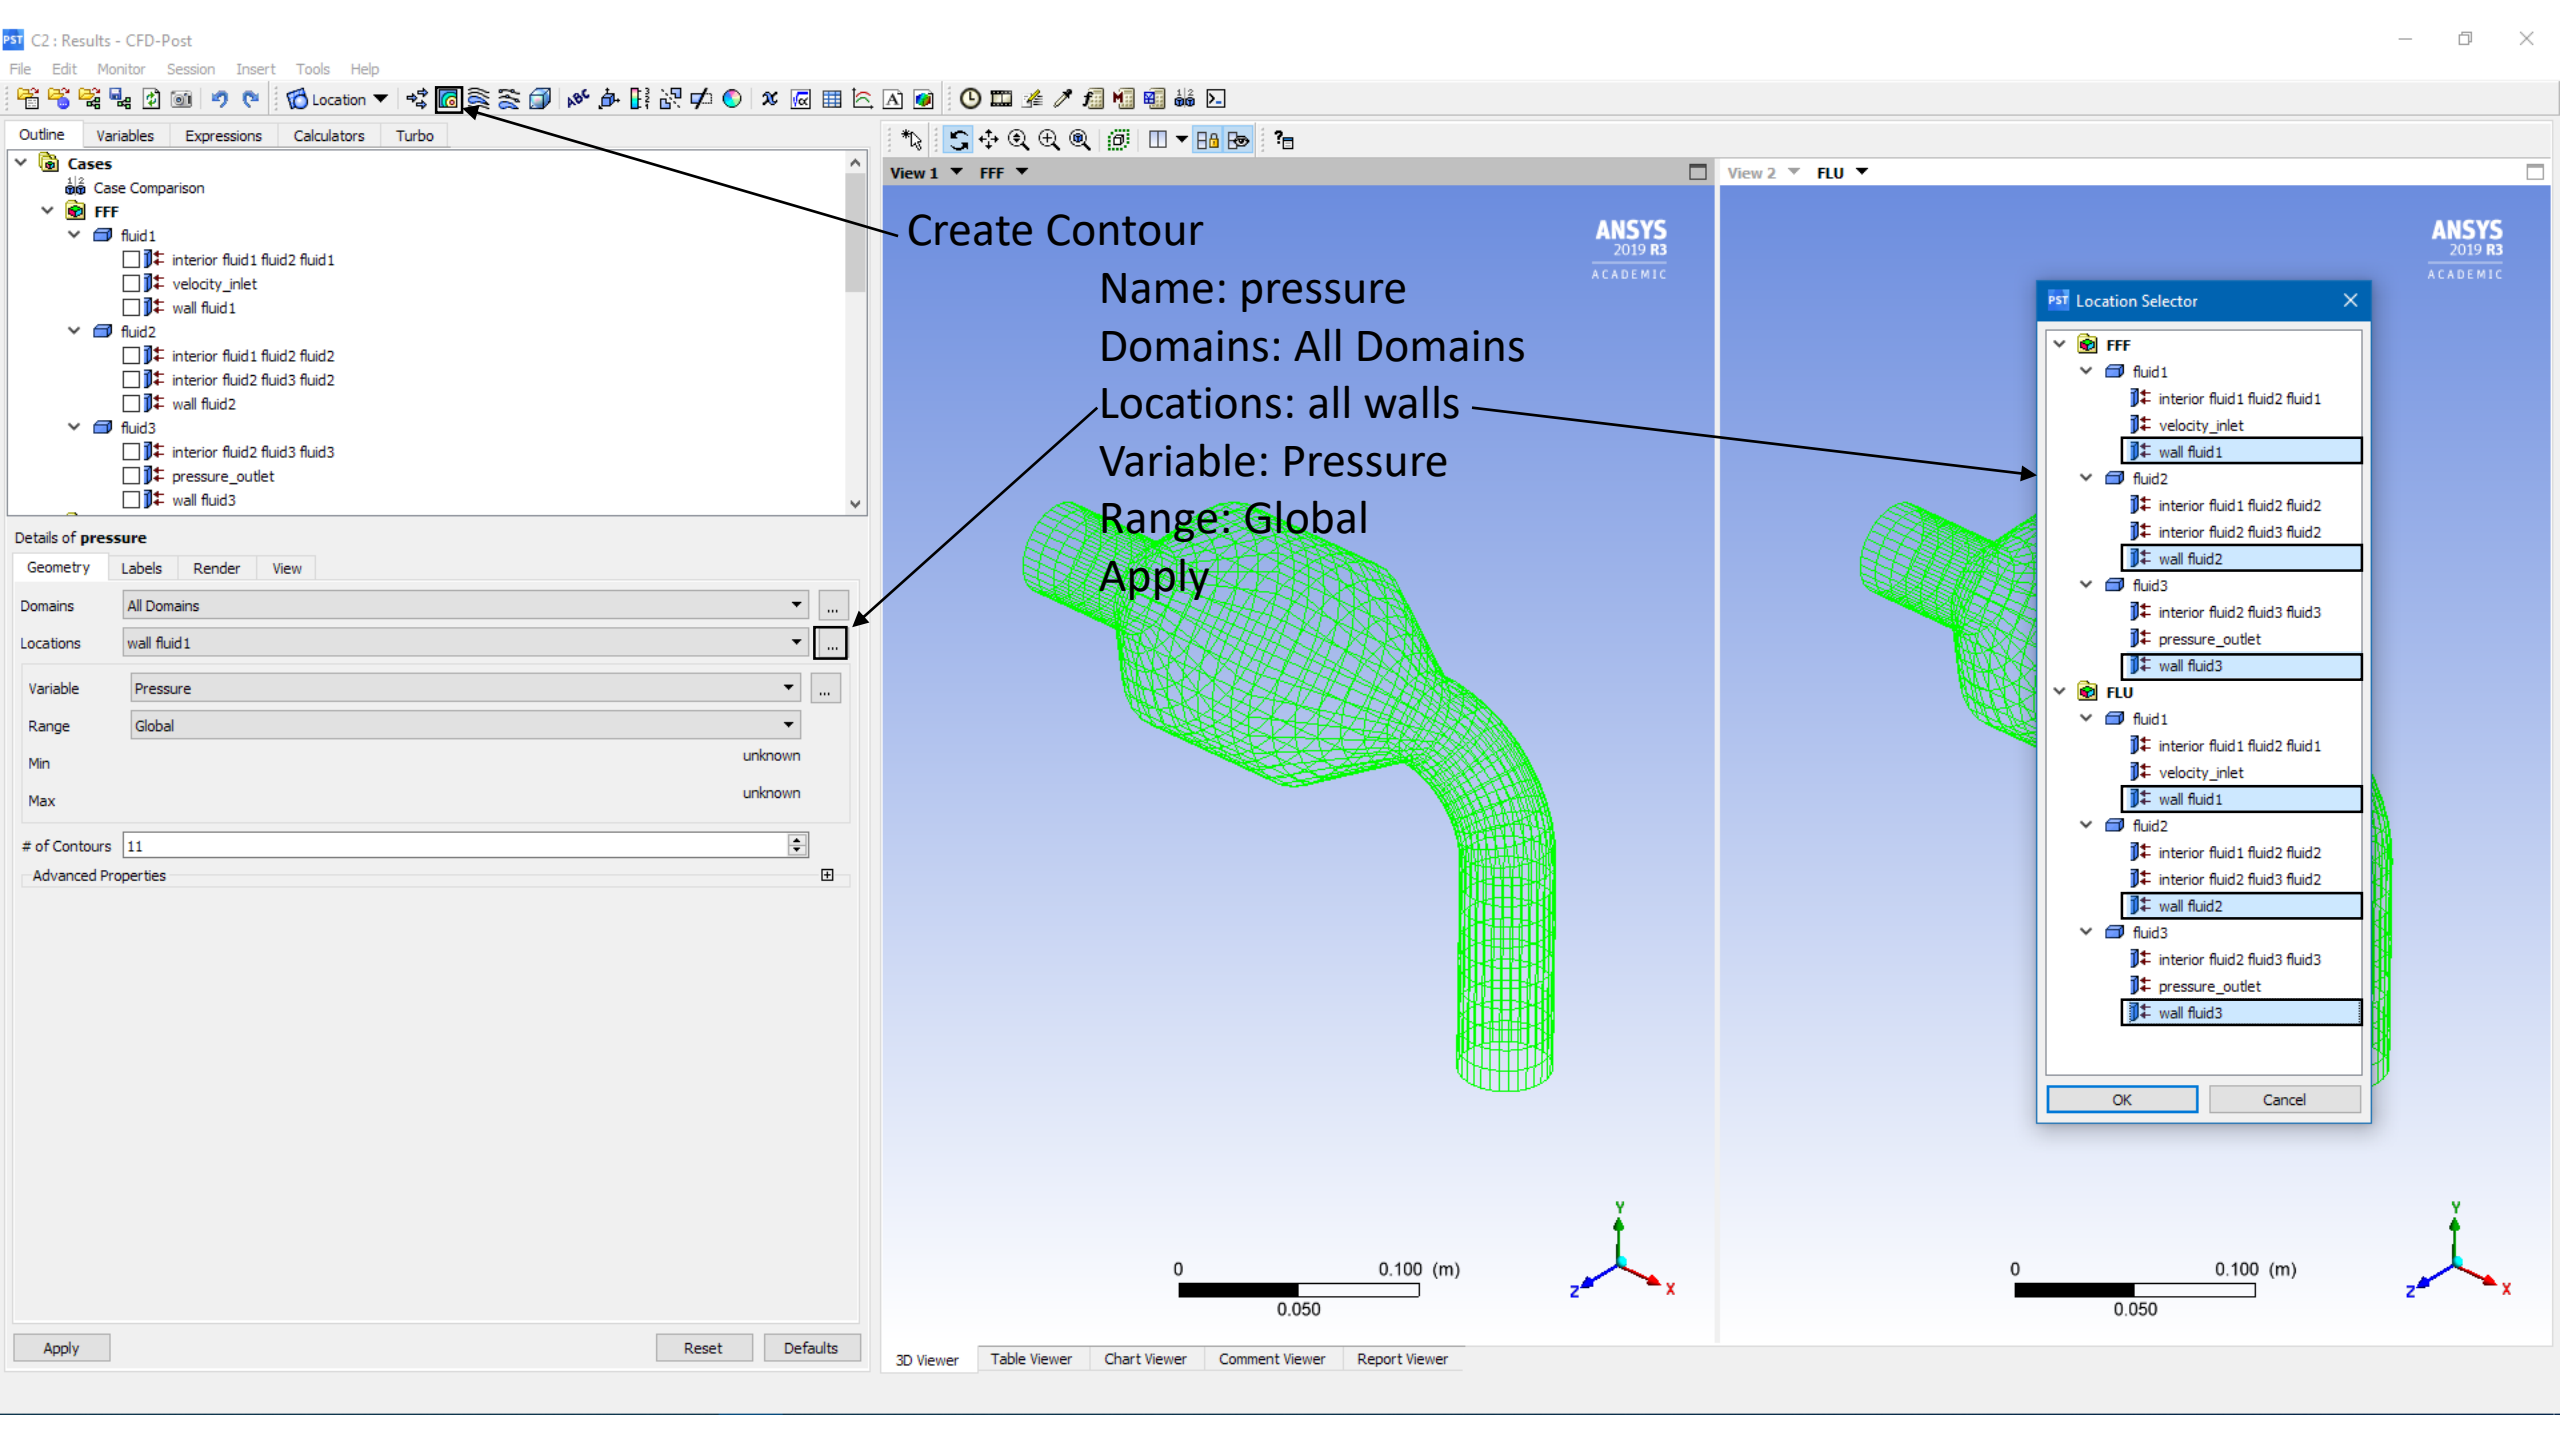 PST C2 : Results - CFD-Post
File Edit Monitor Session Insert Tools Help
Location
Outline Variables Expressions Calculators Turbo
Cases
Case Comparison
FFF
fluid1
interior fluid1 fluid2 fluid1
velocity_inlet
wall fluid1
fluid2
interior fluid1 fluid2 fluid2
interior fluid2 fluid3 fluid2
wall fluid2
fluid3
interior fluid2 fluid3 fluid3
pressure_outlet
wall fluid3
Details of pressure
Geometry Labels Render View
Domains All Domains ...
Locations wall fluid1 ...
Variable Pressure ...
Range Global
Min unknown
Max unknown
# of Contours 11
Advanced Properties
Apply Reset Defaults
View 1 FFF
ANSYS
2019 R3
ACADEMIC
Create Contour
Name: pressure
Domains: All Domains
Locations: all walls
Variable: Pressure
Range: Global
Apply
0 0.100 (m)
0.050
Y
Z X
View 2 FLU
ANSYS
2019 R3
ACADEMIC
PST Location Selector
FFF
fluid1
interior fluid1 fluid2 fluid1
velocity_inlet
wall fluid1
fluid2
interior fluid1 fluid2 fluid2
interior fluid2 fluid3 fluid2
wall fluid2
fluid3
interior fluid2 fluid3 fluid3
pressure_outlet
wall fluid3
FLU
fluid1
interior fluid1 fluid2 fluid1
velocity_inlet
wall fluid1
fluid2
interior fluid1 fluid2 fluid2
interior fluid2 fluid3 fluid2
wall fluid2
fluid3
interior fluid2 fluid3 fluid3
pressure_outlet
wall fluid3
OK Cancel
0 0.100 (m)
0.050
Y
Z X
3D Viewer Table Viewer Chart Viewer Comment Viewer Report Viewer